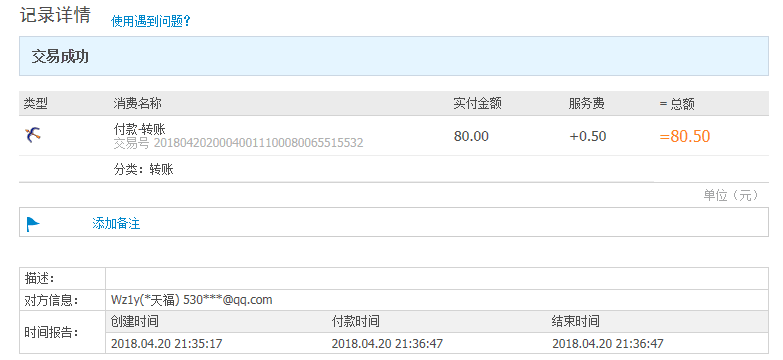 记录详情 使用遇到问题？
交易成功
类型 消费名称 实付金额 服务费 = 总额
付款-转账 80.00 +0.50 =80.50
交易号 20180420200040011100080065515532
分类：转账
单位（元）
添加备注
描述：
对方信息： Wz1y(*天福) 530***@qq.com
时间报告： 创建时间 付款时间 结束时间
2018.04.20 21:35:17 2018.04.20 21:36:47 2018.04.20 21:36:47